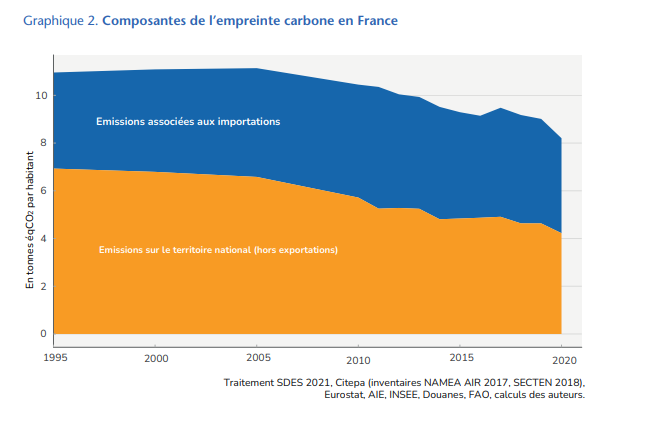 Graphique 2. Composantes de l’empreinte carbone en France
En tonnes éqCO₂ par habitant
10
8
6
4
2
0
Emissions associées aux importations
Emissions sur le territoire national (hors exportations)
1995
2000
2005
2010
2015
2020
Traitement SDES 2021, Citepa (inventaires NAMEA AIR 2017, SECTEN 2018),
Eurostat, AIE, INSEE, Douanes, FAO, calculs des auteurs.